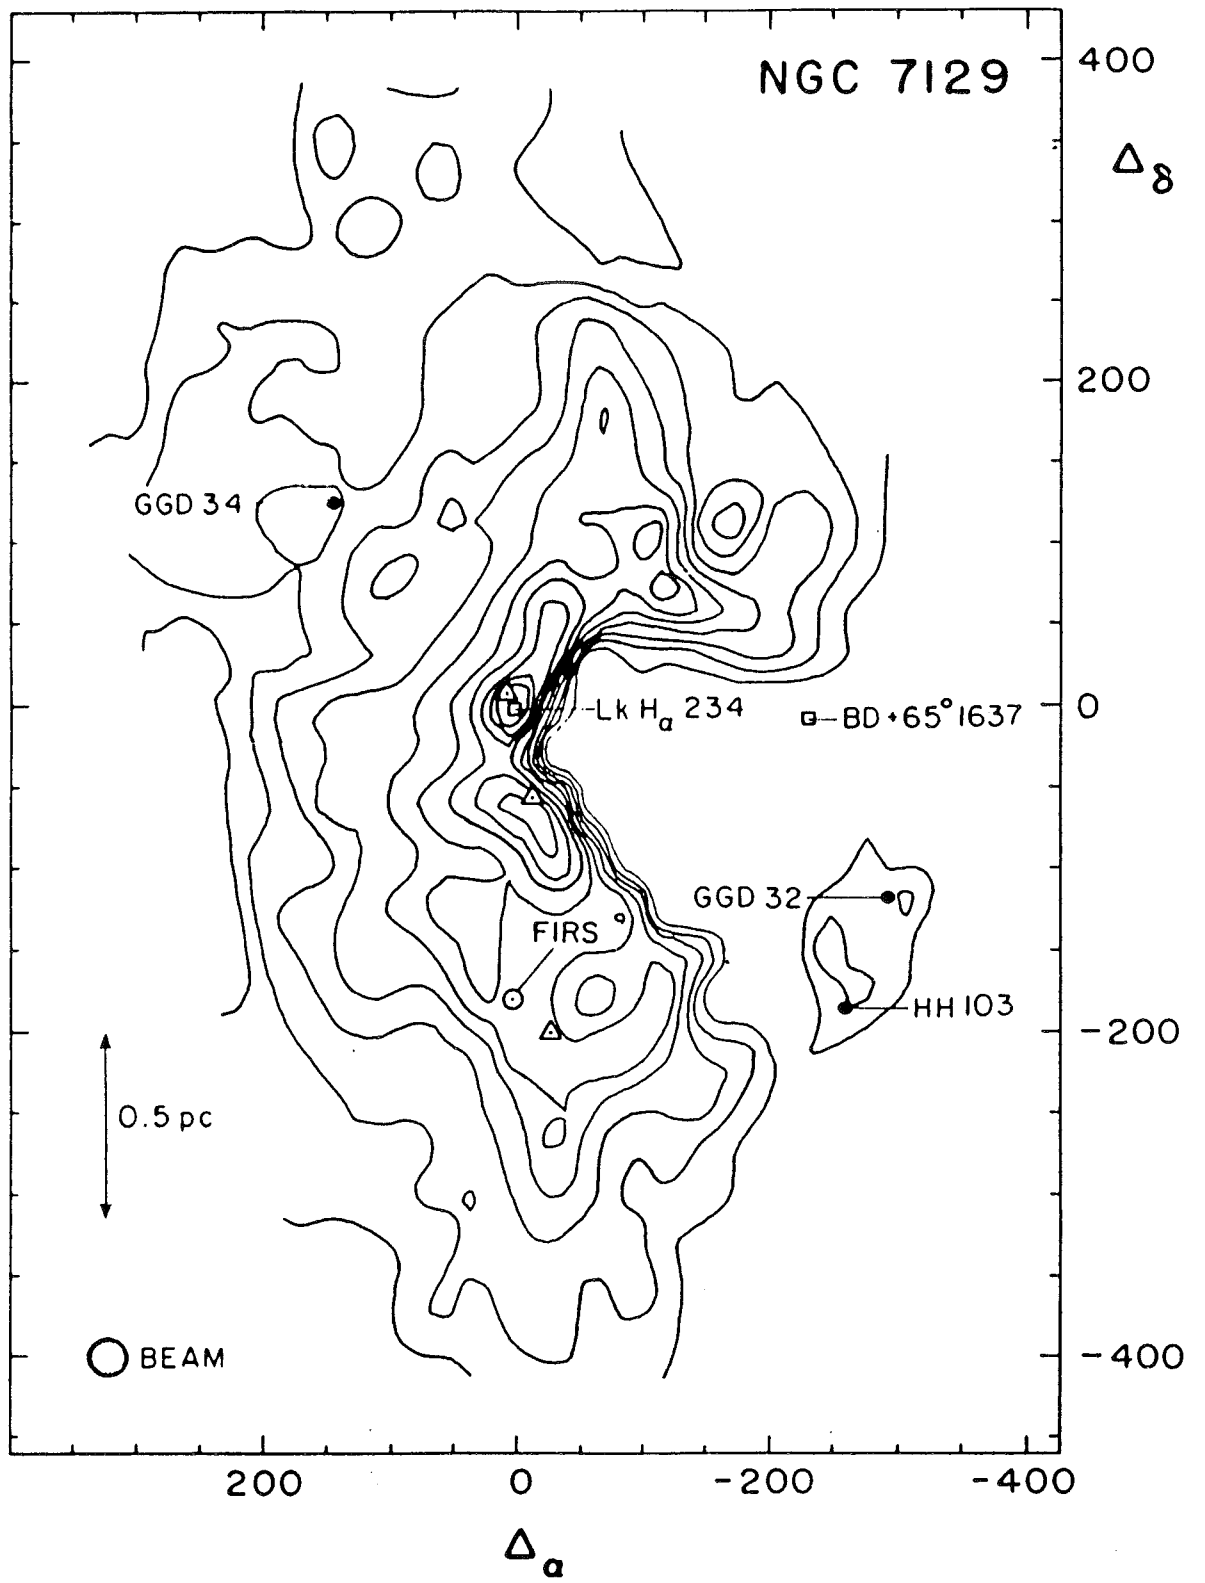 NGC 7129
400
Δδ
200
GGD 34
0
Lk Hα 234
BD+65°1637
GGD 32
FIRS
HH 103
-200
0.5 pc
BEAM
-400
200 0 -200 -400
Δα